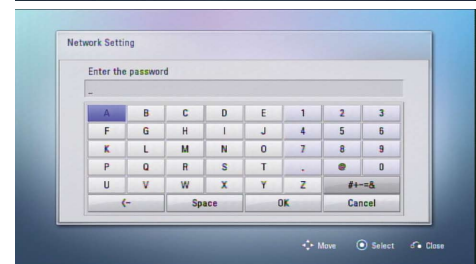 Network Setting
Enter the password
_
A B C D E 1 2 3
F G H I J 4 5 6
K L M N O 7 8 9
P Q R S T . @ 0
U V W X Y Z #+-=&
<- Space OK Cancel
Move Select Close